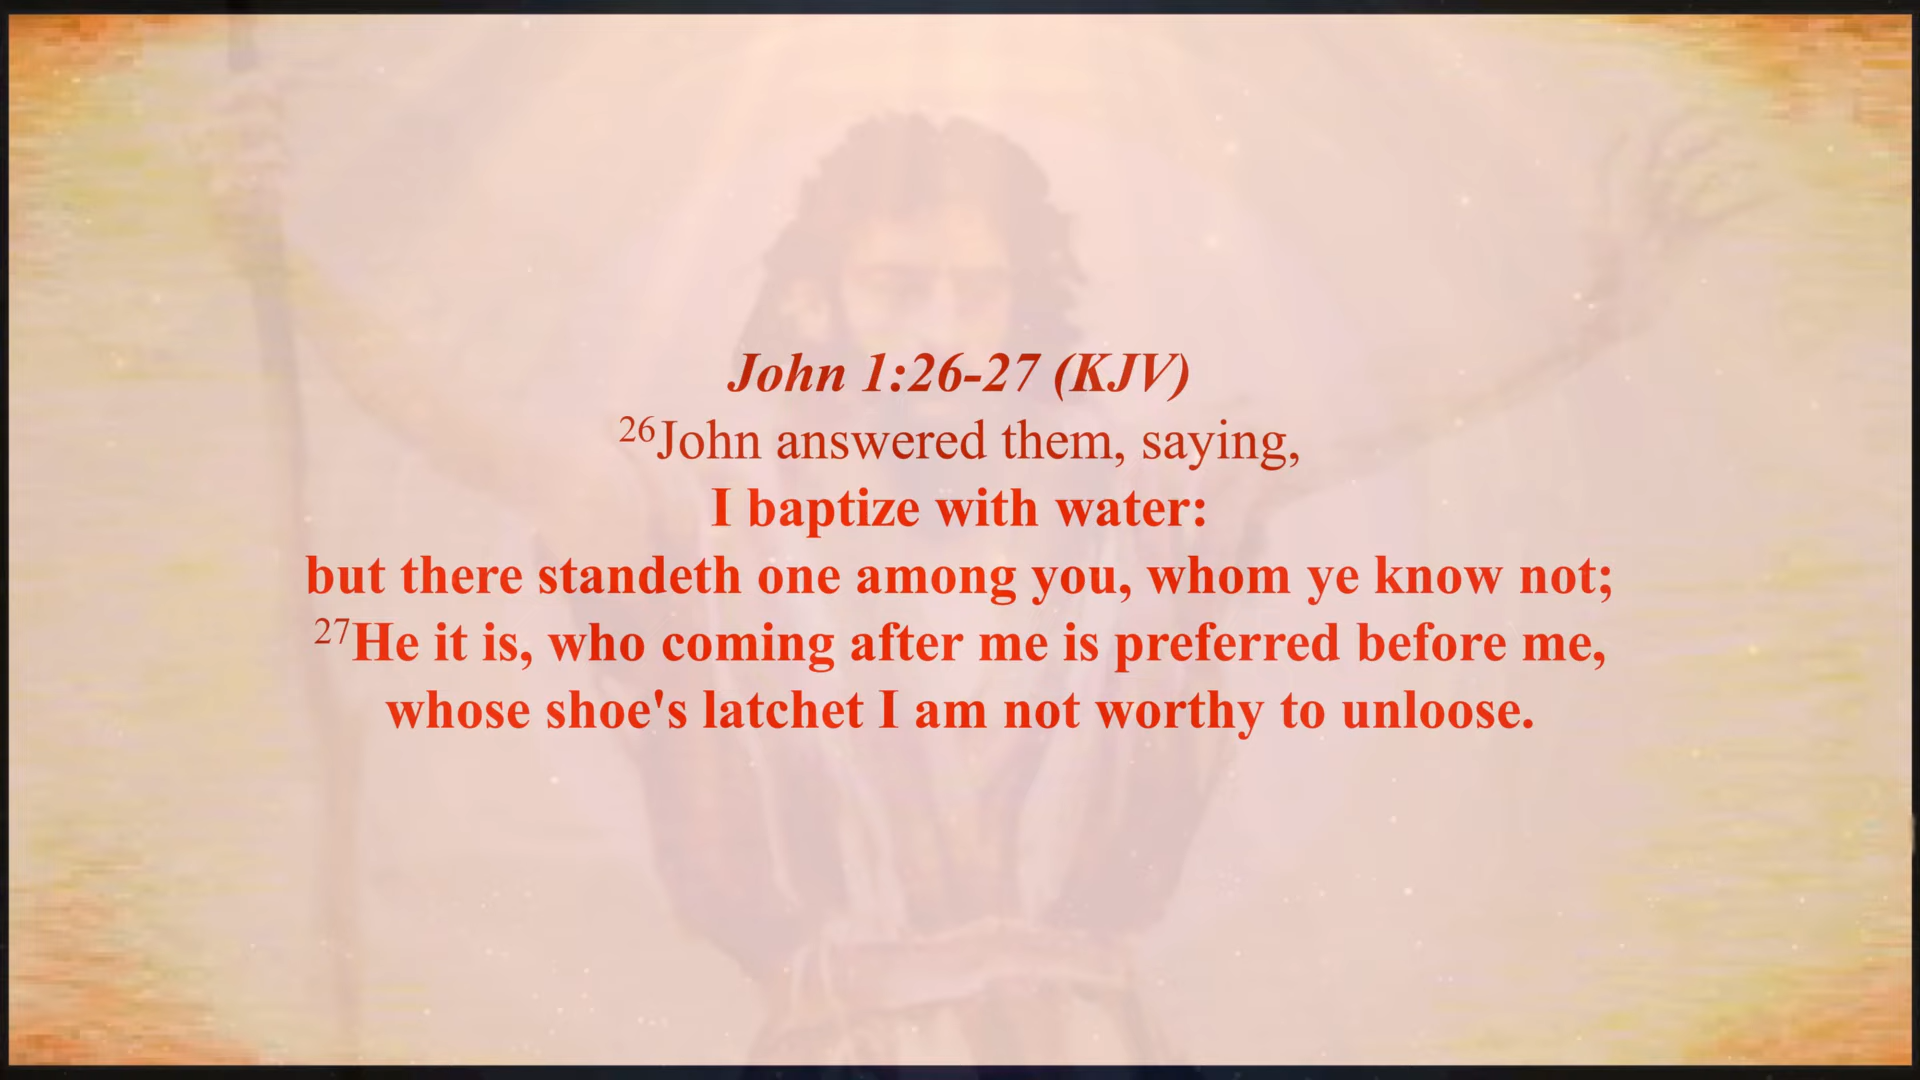 John 1:26-27 (KJV)
26John answered them, saying,
I baptize with water:
but there standeth one among you, whom ye know not;
27He it is, who coming after me is preferred before me,
whose shoe's latchet I am not worthy to unloose.